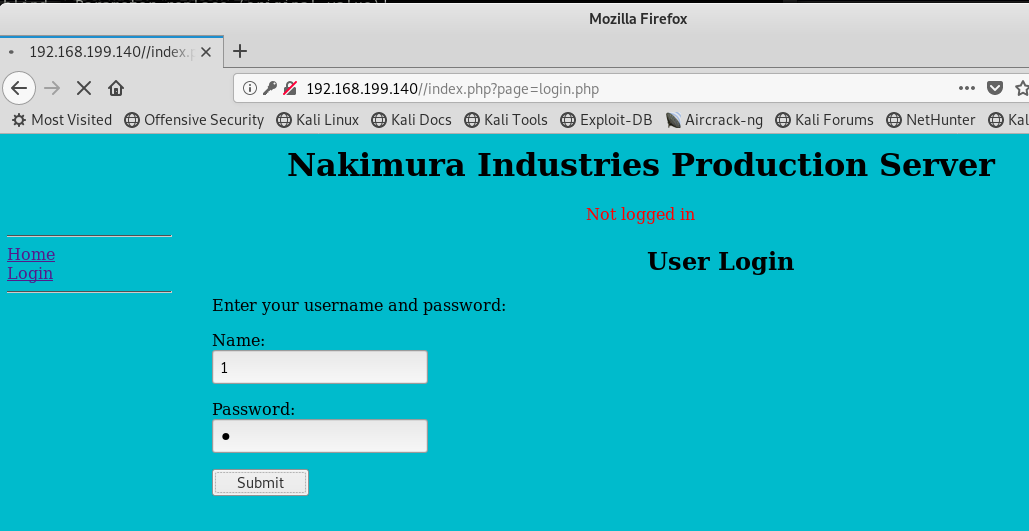 Mozilla Firefox
192.168.199.140//index.p
192.168.199.140//index.php?page=login.php
Most Visited Offensive Security Kali Linux Kali Docs Kali Tools Exploit-DB Aircrack-ng Kali Forums NetHunter Kal
Nakimura Industries Production Server
Not logged in
Home
Login
User Login
Enter your username and password:
Name:
1
Password:
Submit